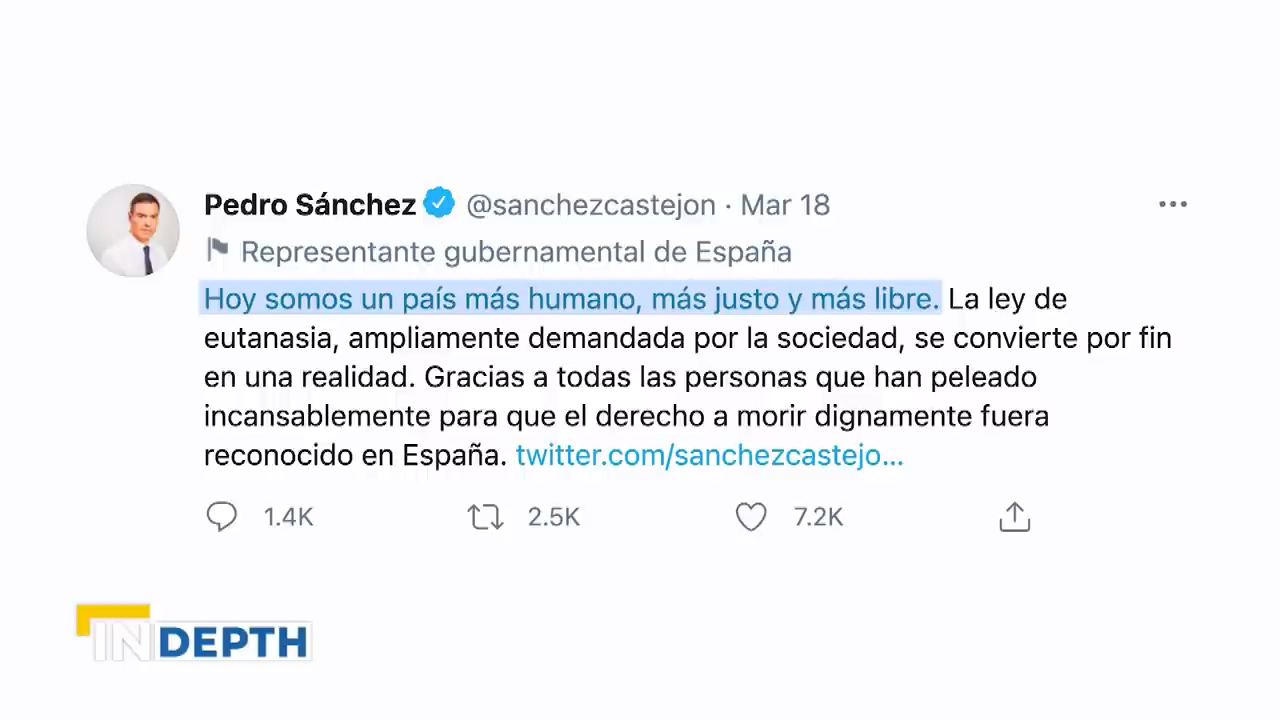 Pedro Sánchez @sanchezcastejon · Mar 18
Representante gubernamental de España
Hoy somos un país más humano, más justo y más libre. La ley de
eutanasia, ampliamente demandada por la sociedad, se convierte por fin
en una realidad. Gracias a todas las personas que han peleado
incansablemente para que el derecho a morir dignamente fuera
reconocido en España. twitter.com/sanchezcastejo...
1.4K 2.5K 7.2K
IN DEPTH